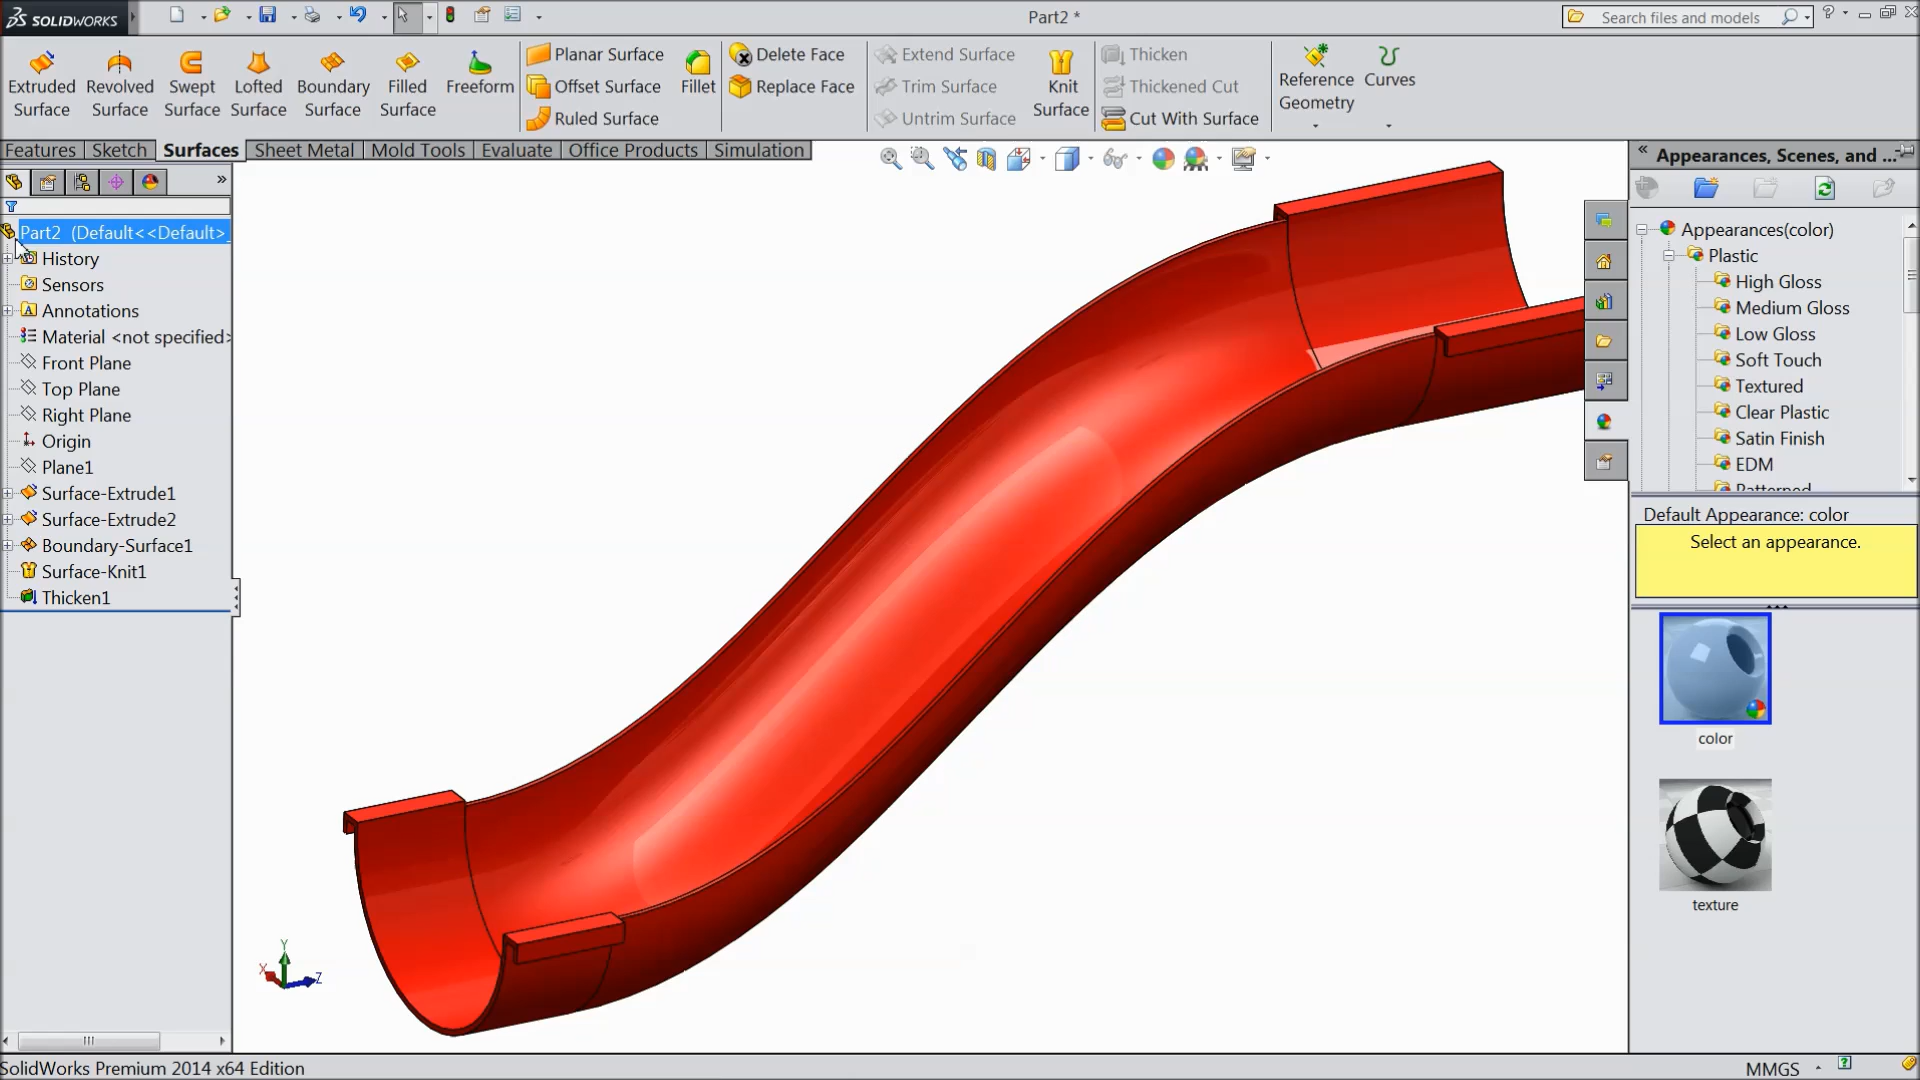 SOLIDWORKS
Part2 *
Search files and models
?
Extruded Surface
Revolved Surface
Swept Surface
Lofted Surface
Boundary Surface
Filled Surface
Freeform
Planar Surface
Offset Surface
Ruled Surface
Fillet
Delete Face
Replace Face
Extend Surface
Trim Surface
Untrim Surface
Knit Surface
Thicken
Thickened Cut
Cut With Surface
Reference Geometry
Curves
Features
Sketch
Surfaces
Sheet Metal
Mold Tools
Evaluate
Office Products
Simulation
Part2 (Default<<Default>_
History
Sensors
Annotations
Material <not specified>
Front Plane
Top Plane
Right Plane
Origin
Plane1
Surface-Extrude1
Surface-Extrude2
Boundary-Surface1
Surface-Knit1
Thicken1
Y
X
Z
Appearances, Scenes, and ...
Appearances(color)
Plastic
High Gloss
Medium Gloss
Low Gloss
Soft Touch
Textured
Clear Plastic
Satin Finish
EDM
Patterned
Default Appearance: color
Select an appearance.
color
texture
SolidWorks Premium 2014 x64 Edition
MMGS